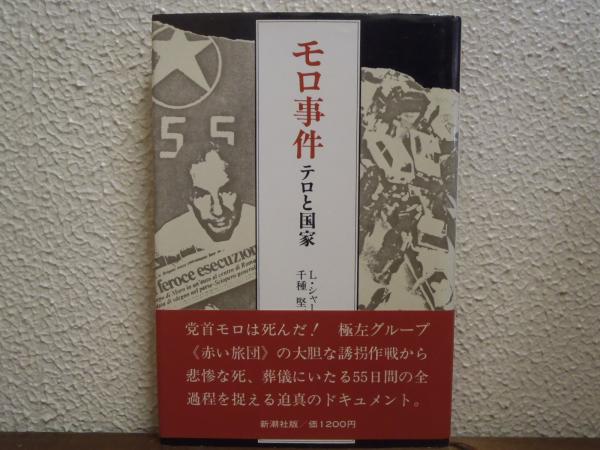 モロ事件
テロと国家
L・シャー
千種堅
55
feroce esecuzion
党首モロは死んだ! 極左グループ
《赤い旅団》の大胆な誘拐作戦から
悲惨な死、葬儀にいたる55日間の全
過程を捉える迫真のドキュメント。
新潮社版/価1200円